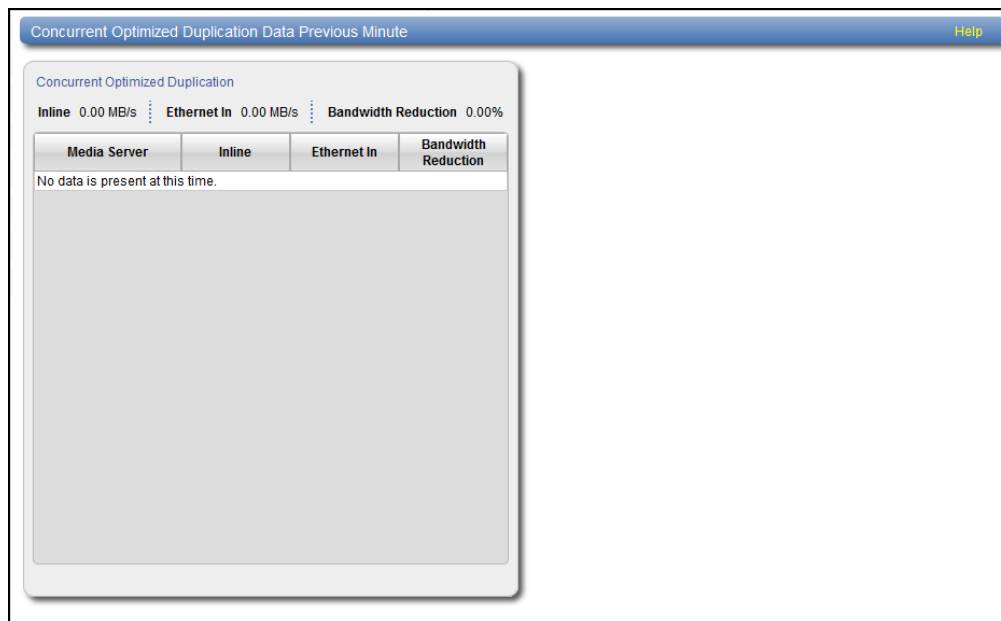 Concurrent Optimized Duplication Data Previous Minute Help
Concurrent Optimized Duplication
Inline 0.00 MB/s Ethernet In 0.00 MB/s Bandwidth Reduction 0.00%
Media Server Inline Ethernet In Bandwidth Reduction
No data is present at this time.